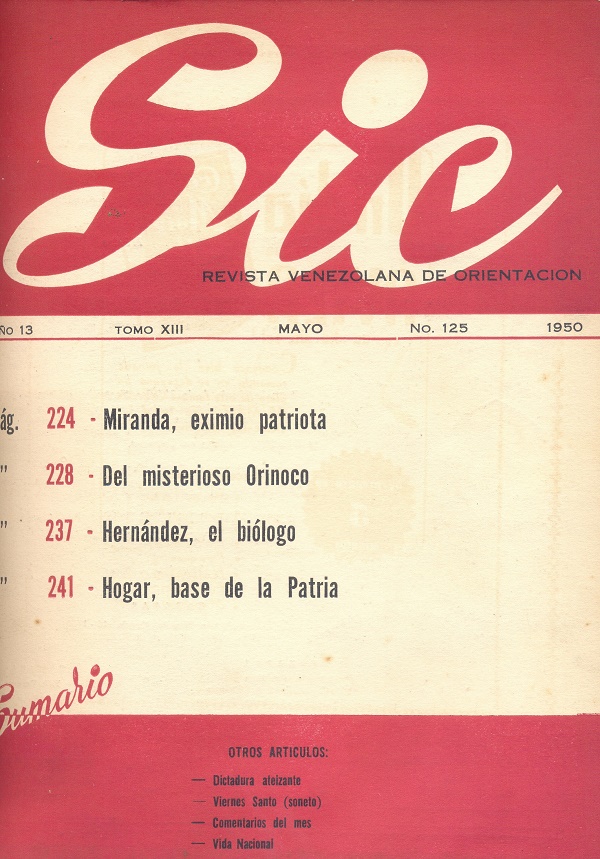 Sic
REVISTA VENEZOLANA DE ORIENTACION
ÑO 13 TOMO XIII MAYO No. 125 1950
ág. 224 - Miranda, eximio patriota
" 228 - Del misterioso Orinoco
" 237 - Hernández, el biólogo
" 241 - Hogar, base de la Patria
Sumario
OTROS ARTICULOS:
— Dictadura ateizante
— Viernes Santo (soneto)
— Comentarios del mes
— Vida Nacional